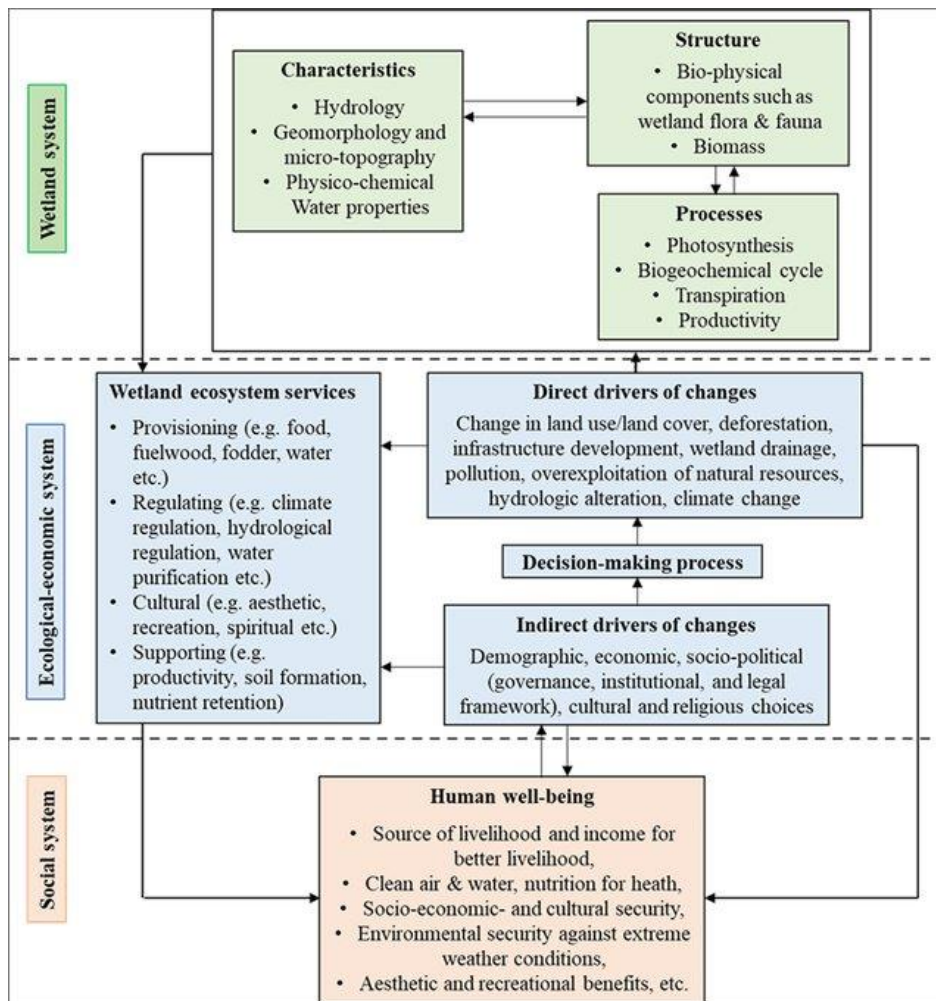 Wetland system
Characteristics
• Hydrology
• Geomorphology and
micro-topography
• Physico-chemical
Water properties
Structure
• Bio-physical
components such as
wetland flora & fauna
• Biomass
Processes
• Photosynthesis
• Biogeochemical cycle
• Transpiration
• Productivity
Ecological-economic system
Wetland ecosystem services
• Provisioning (e.g. food,
fuelwood, fodder, water
etc.)
• Regulating (e.g. climate
regulation, hydrological
regulation, water
purification etc.)
• Cultural (e.g. aesthetic,
recreation, spiritual etc.)
• Supporting (e.g.
productivity, soil formation,
nutrient retention)
Direct drivers of changes
Change in land use/land cover, deforestation,
infrastructure development, wetland drainage,
pollution, overexploitation of natural resources,
hydrologic alteration, climate change
Decision-making process
Indirect drivers of changes
Demographic, economic, socio-political
(governance, institutional, and legal
framework), cultural and religious choices
Social system
Human well-being
• Source of livelihood and income for
better livelihood,
• Clean air & water, nutrition for heath,
• Socio-economic- and cultural security,
• Environmental security against extreme
weather conditions,
• Aesthetic and recreational benefits, etc.